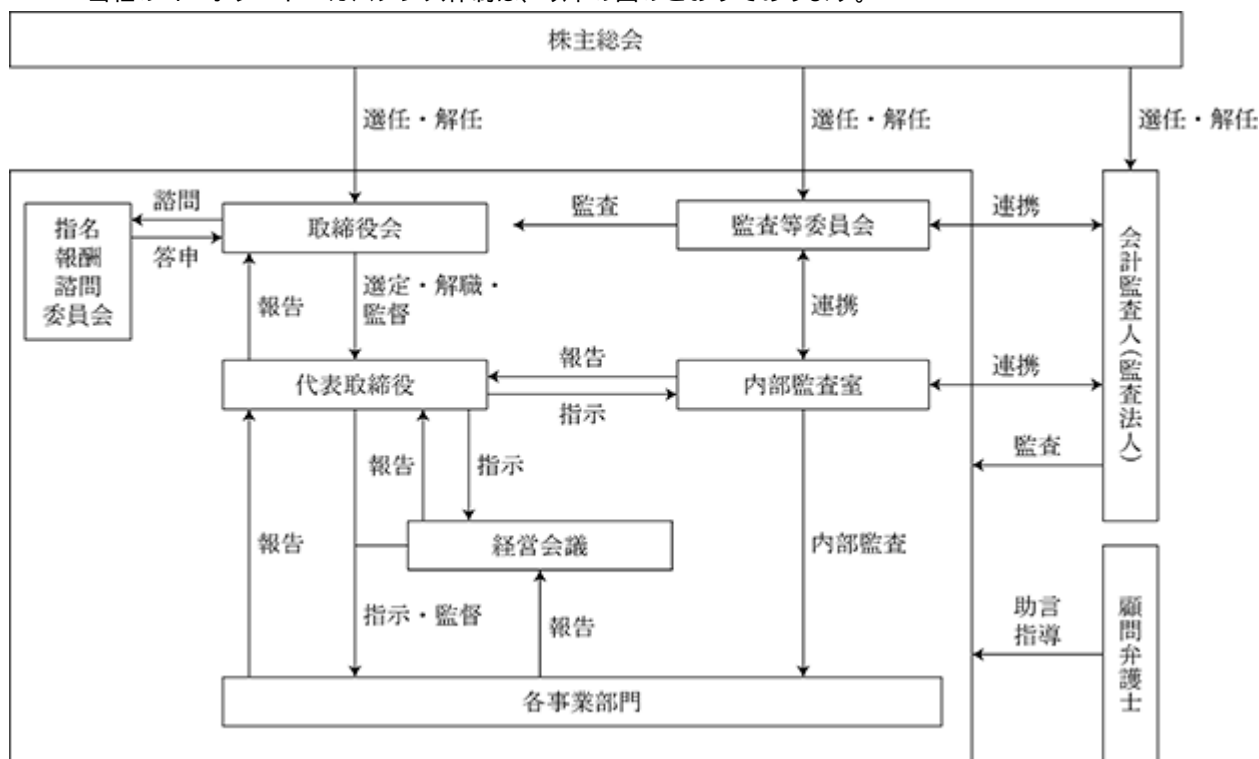 株主総会
選任・解任
選任・解任
選任・解任
諮問
答申
指名
報酬
諮問
委員会
取締役会
監査
監査等委員会
連携
会計監査人(監査法人)
報告
選定・解職・
監督
連携
代表取締役
報告
指示
内部監査室
連携
監査
報告
指示
経営会議
報告
内部監査
指示・監督
報告
助言
指導
顧問弁護士
各事業部門